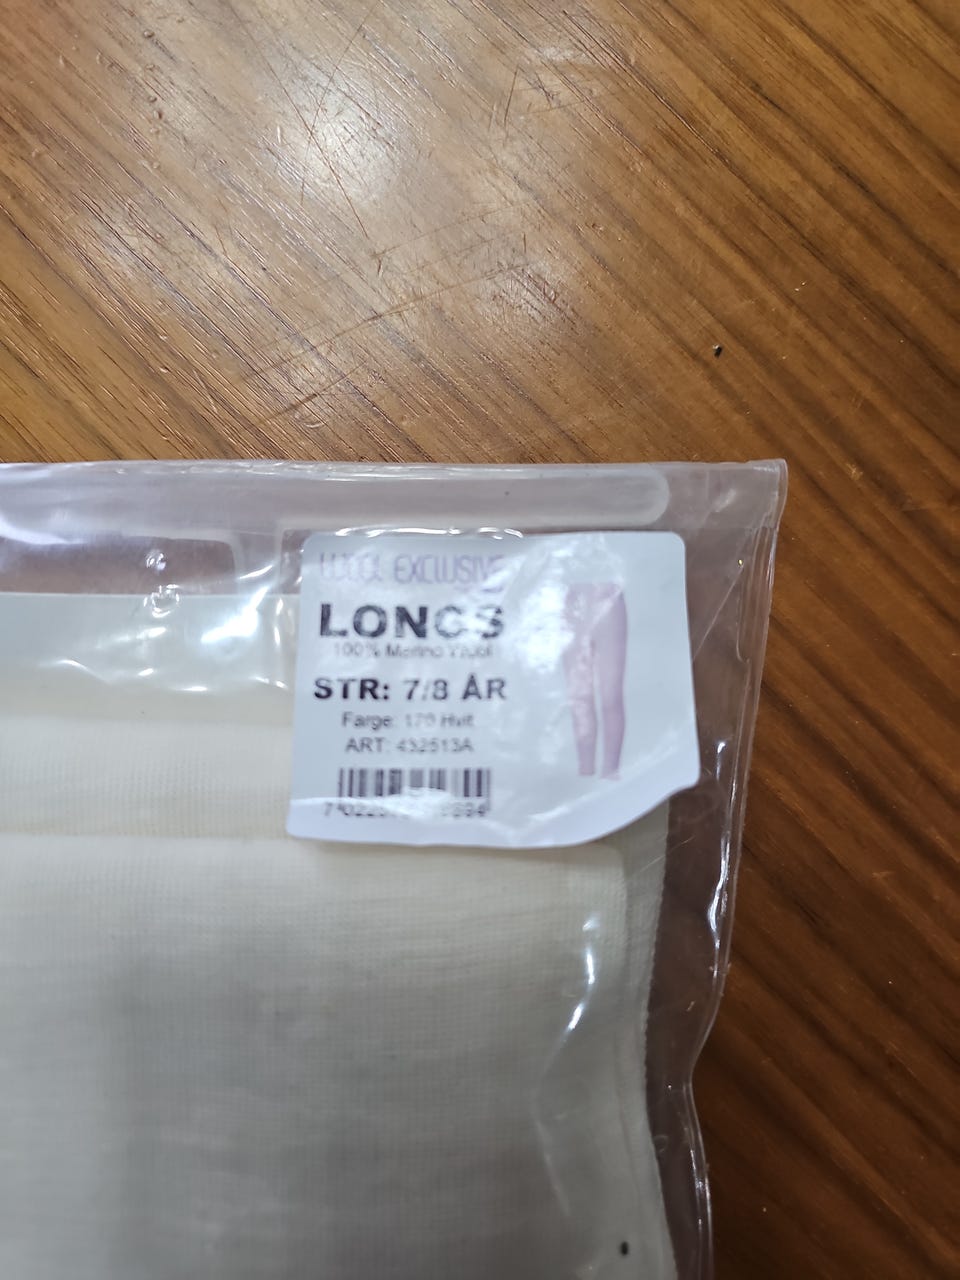 WOOL EXCLUSIVE
LONGS
100% Merino Wool
STR: 7/8 ÅR
Farge: 170 Hvit
ART: 432513A